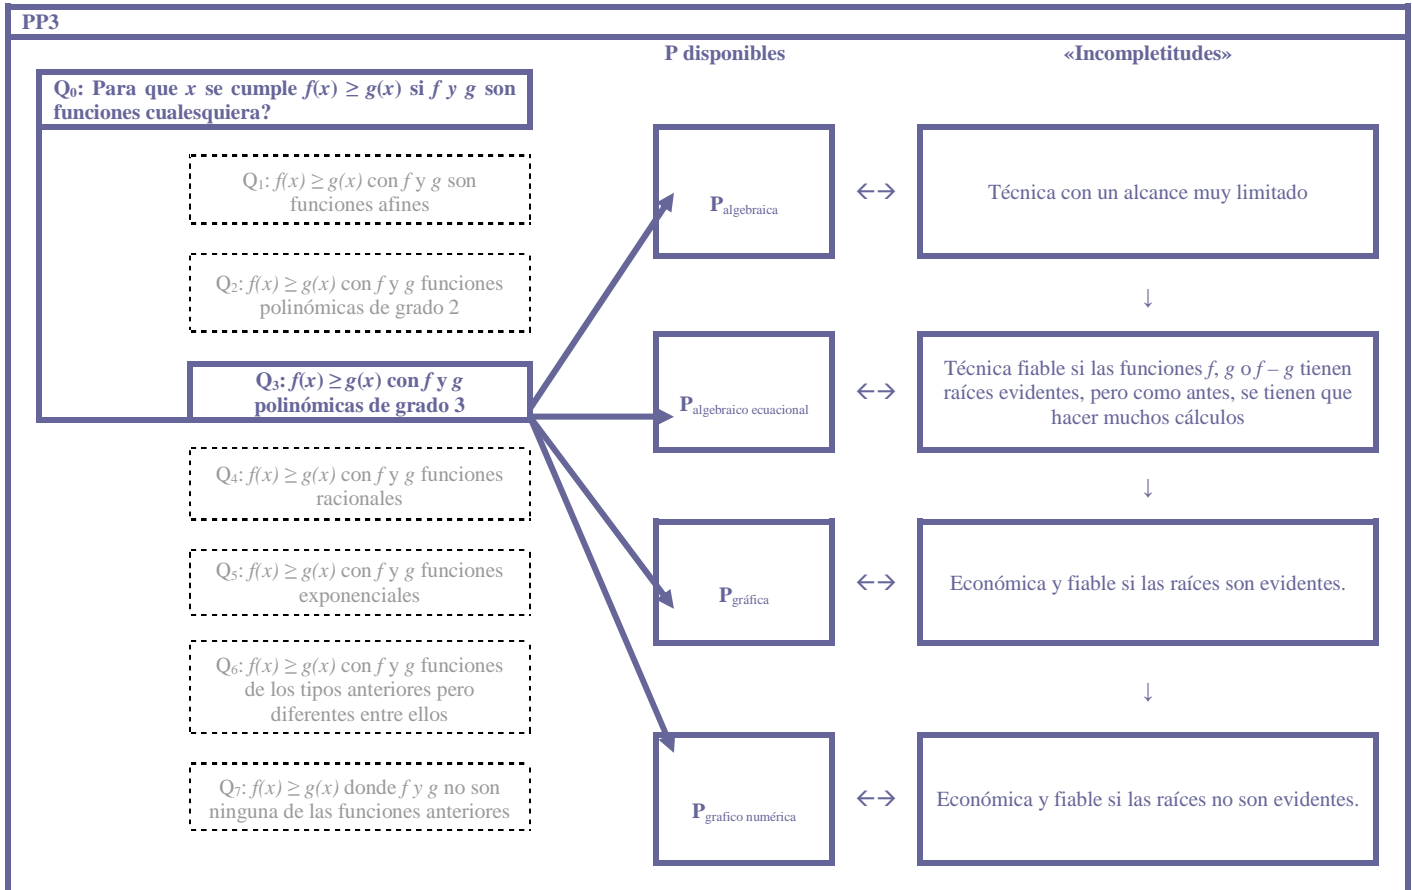 PP3
P disponibles
«Incompletitudes»
Q₀: Para que x se cumple f(x) ≥ g(x) si f y g son
funciones cualesquiera?
Q₁: f(x) ≥ g(x) con f y g son
funciones afines
Q₂: f(x) ≥ g(x) con f y g funciones
polinómicas de grado 2
Q₃: f(x) ≥ g(x) con f y g
polinómicas de grado 3
Q₄: f(x) ≥ g(x) con f y g funciones
racionales
Q₅: f(x) ≥ g(x) con f y g funciones
exponenciales
Q₆: f(x) ≥ g(x) con f y g funciones
de los tipos anteriores pero
diferentes entre ellos
Q₇: f(x) ≥ g(x) donde f y g no son
ninguna de las funciones anteriores
Palgebraica
←→
Técnica con un alcance muy limitado
↓
Palgebraico ecuacional
←→
Técnica fiable si las funciones f, g o f – g tienen
raíces evidentes, pero como antes, se tienen que
hacer muchos cálculos
↓
Pgráfica
←→
Económica y fiable si las raíces son evidentes.
↓
Pgrafico numérica
←→
Económica y fiable si las raíces no son evidentes.